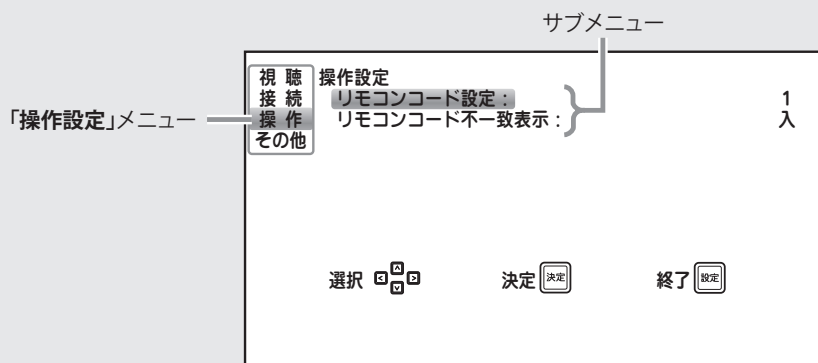 サブメニュー
視 聴 操作設定
接 続 リモコンコード設定 : 1
「操作設定」メニュー 操 作 リモコンコード不一致表示 : 入
その他
選択 決定 決定 終了 設定